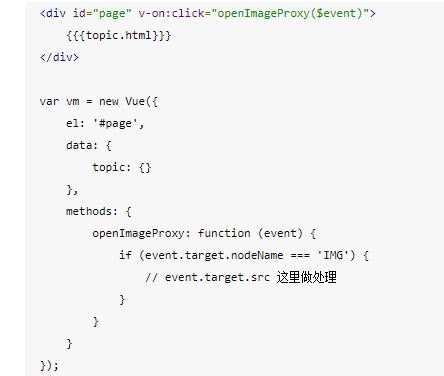 <div id="page" v-on:click="openImageProxy($event)">
    {{{topic.html}}}
</div>

var vm = new Vue({
    el: '#page',
    data: {
        topic: {}
    },
    methods: {
        openImageProxy: function (event) {
            if (event.target.nodeName === 'IMG') {
                // event.target.src 这里做处理
            }
        }
    }
});